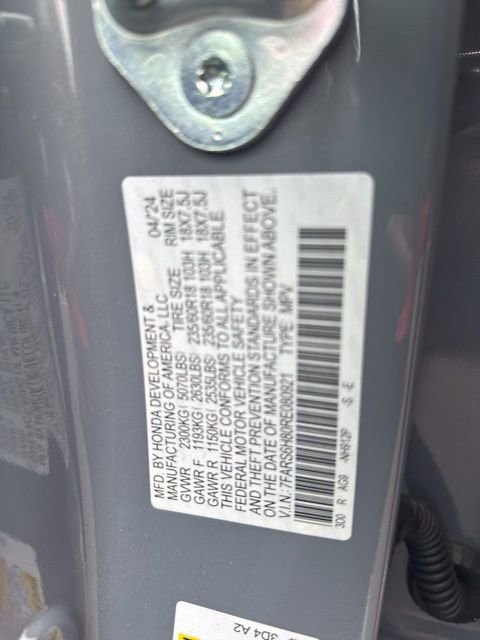 MFD. BY HONDA DEVELOPMENT &
MANUFACTURING OF AMERICA, LLC 04/24
TIRE SIZE RIM SIZE
GVWR 2300KG( 5070LBS)
GAWR F 1193KG( 2630LBS) 235/60R18 103H 18X7.5J
GAWR R 1150KG( 2535LBS) 235/60R18 103H 18X7.5J
THIS VEHICLE CONFORMS TO ALL APPLICABLE
FEDERAL MOTOR VEHICLE SAFETY
AND THEFT PREVENTION STANDARDS IN EFFECT
ON THE DATE OF MANUFACTURE SHOWN ABOVE.
V.I.N. : 7FARS6H80RE080921 TYPE: MPV
300 R AGB -S -E
3D4 A2